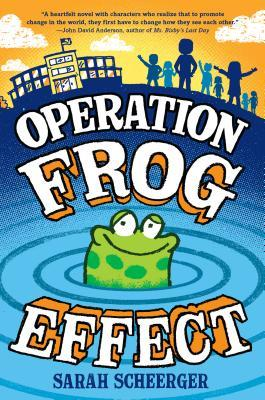 "A heartfelt novel with characters who realize that to promote
change in the world, they first have to change how they see each other."
—John David Anderson, author of Ms. Bixby's Last Day
OPERATION
FROG
EFFECT
SARAH SCHEERGER